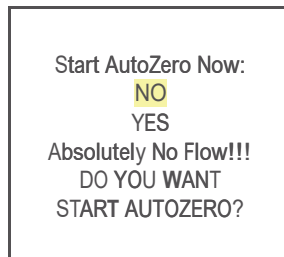 Start AutoZero Now:
NO
YES
Absolutely No Flow!!!
DO YOU WANT
START AUTOZERO?